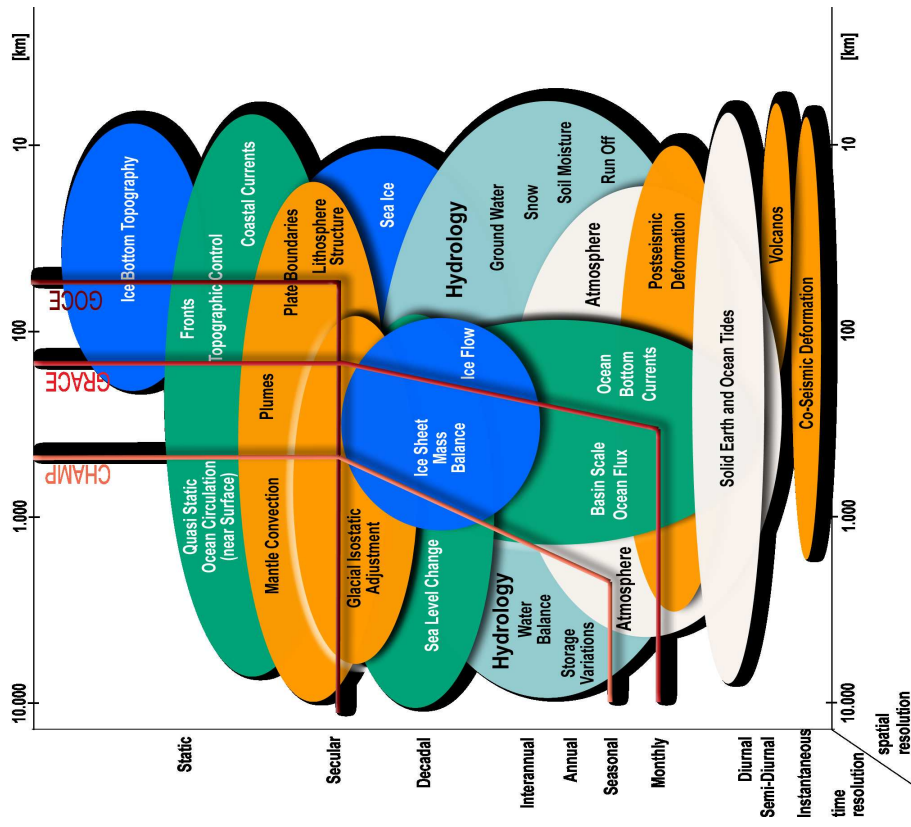 10.000 1.000 100 10 [km]
CHAMP
GRACE
GOCE
Static
Secular
Decadal
Interannual
Annual
Seasonal
Monthly
Diurnal
Semi-Diurnal
Instantaneous
time
resolution
spatial
resolution
Ice Bottom Topography
Quasi Static
Ocean Circulation
(near Surface)
Fronts
Topographic Control
Coastal Currents
Mantle Convection
Plumes
Plate Boundaries
Lithosphere
Structure
Glacial Isostatic
Adjustment
Sea Ice
Sea Level Change
Ice Sheet
Mass
Balance
Ice Flow
Hydrology
Ground Water
Snow
Soil Moisture
Run Off
Hydrology
Water
Balance
Storage
Variations
Atmosphere
Atmosphere
Basin Scale
Ocean Flux
Ocean
Bottom
Currents
Postseismic
Deformation
Solid Earth and Ocean Tides
Volcanos
Co-Seismic Deformation
10.000 1.000 100 10 [km]